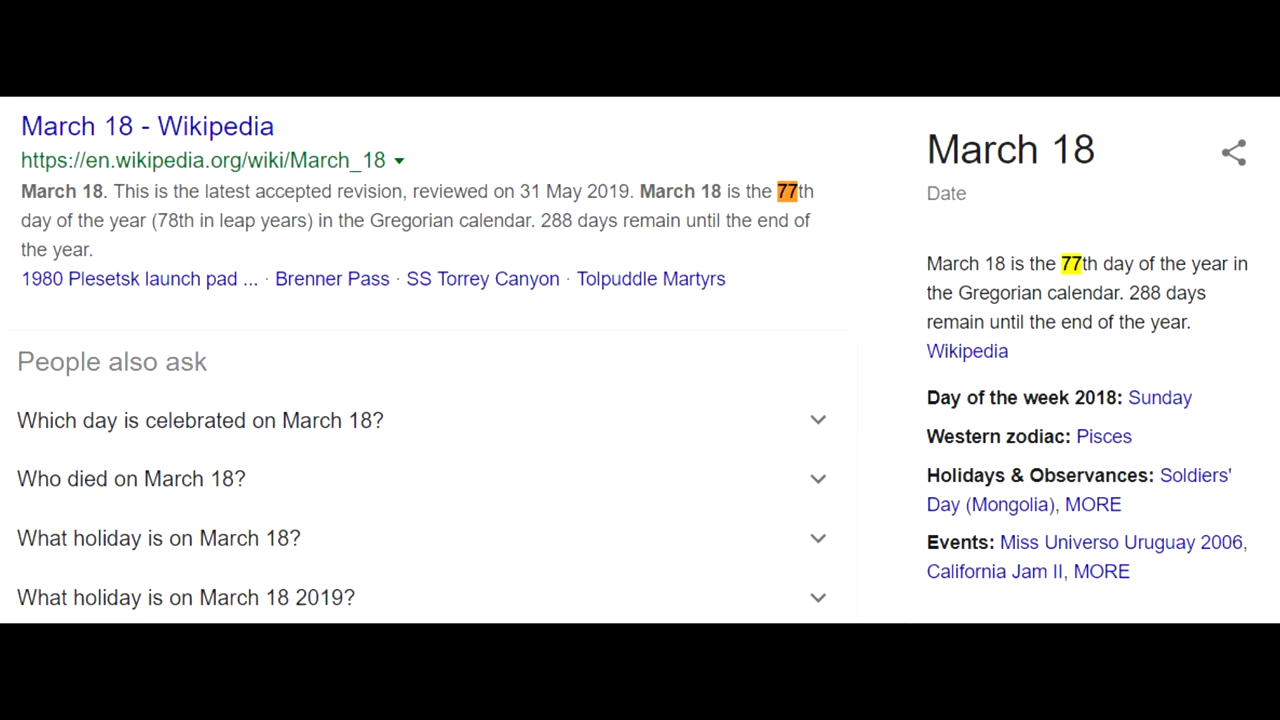 March 18 - Wikipedia
https://en.wikipedia.org/wiki/March_18
March 18. This is the latest accepted revision, reviewed on 31 May 2019. March 18 is the 77th
day of the year (78th in leap years) in the Gregorian calendar. 288 days remain until the end of
the year.
1980 Plesetsk launch pad ... · Brenner Pass · SS Torrey Canyon · Tolpuddle Martyrs
People also ask
Which day is celebrated on March 18?
Who died on March 18?
What holiday is on March 18?
What holiday is on March 18 2019?
March 18
Date
March 18 is the 77th day of the year in
the Gregorian calendar. 288 days
remain until the end of the year.
Wikipedia
Day of the week 2018: Sunday
Western zodiac: Pisces
Holidays & Observances: Soldiers'
Day (Mongolia), MORE
Events: Miss Universo Uruguay 2006,
California Jam II, MORE